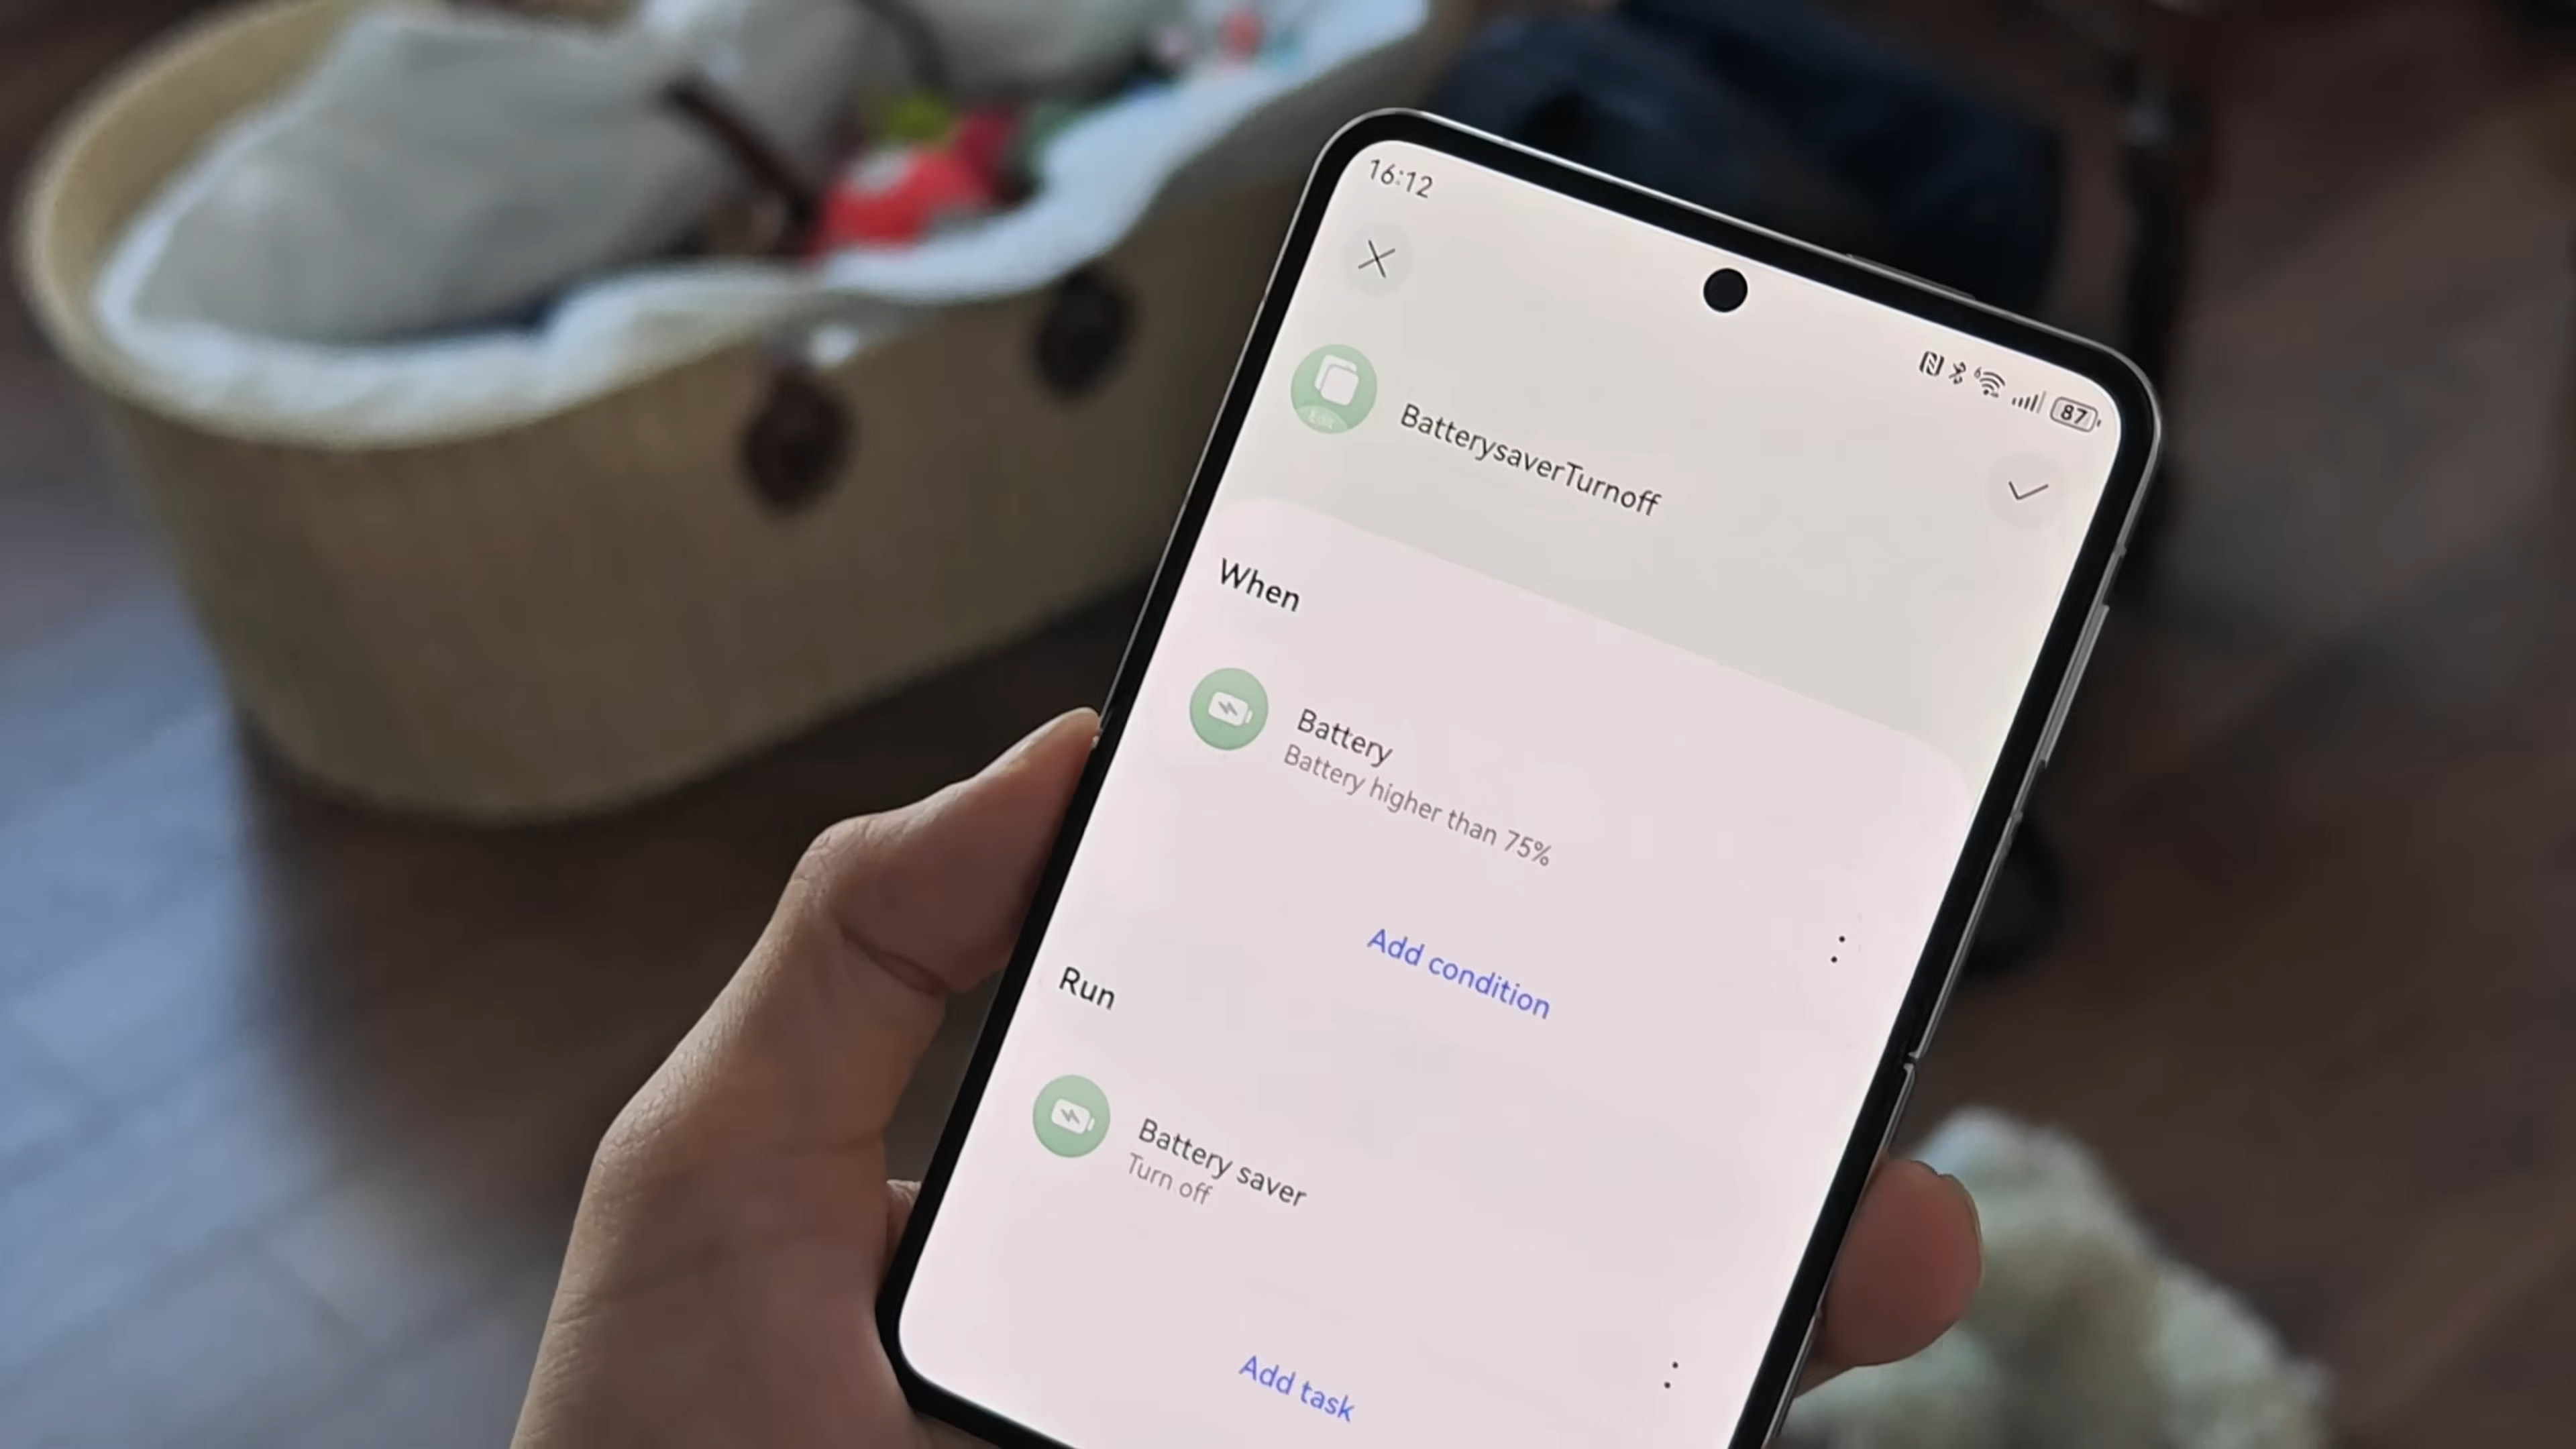 16:12
87
Edit
BatterysaverTurnoff
When
Battery
Battery higher than 75%
Add condition
Run
Battery saver
Turn off
Add task